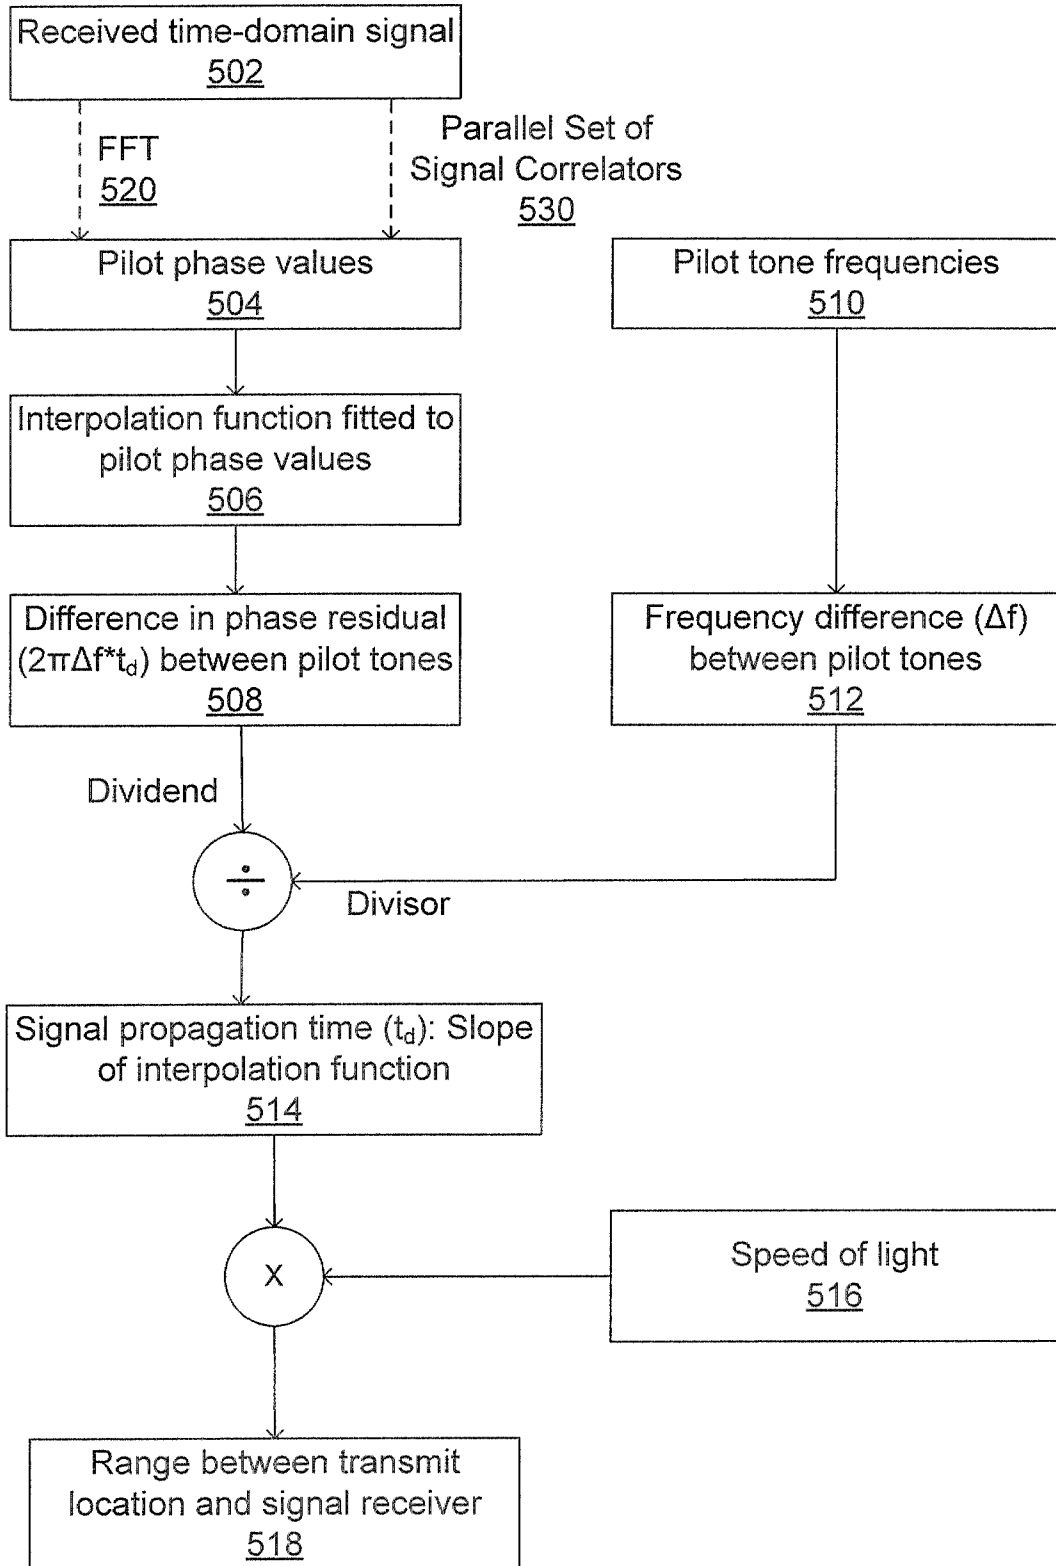 Received time-domain signal
502
FFT
520
Parallel Set of
Signal Correlators
530
Pilot phase values
504
Pilot tone frequencies
510
Interpolation function fitted to
pilot phase values
506
Difference in phase residual
(2πΔf*t_d) between pilot tones
508
Frequency difference (Δf)
between pilot tones
512
Dividend
÷
Divisor
Signal propagation time (t_d): Slope
of interpolation function
514
X
Speed of light
516
Range between transmit
location and signal receiver
518